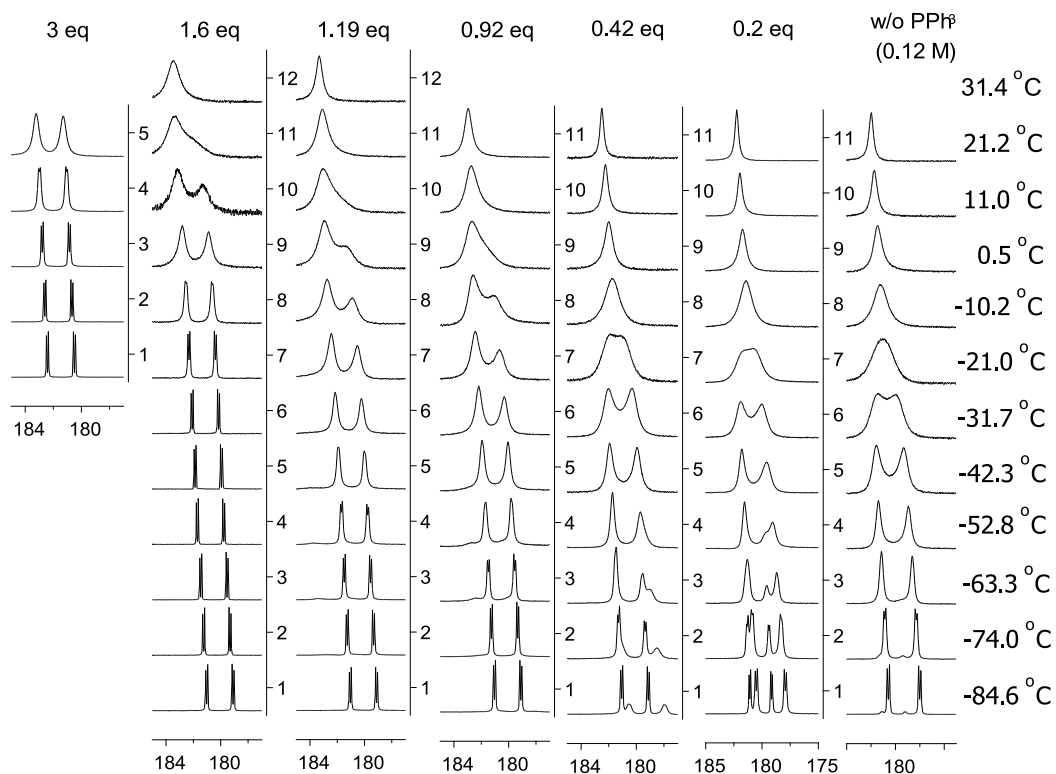 3 eq 1.6 eq 1.19 eq 0.92 eq 0.42 eq 0.2 eq w/o PPh3
(0.12 M)
12 12 31.4 °C
5 11 11 11 11 11 21.2 °C
4 10 10 10 10 10 11.0 °C
3 9 9 9 9 9 0.5 °C
2 8 8 8 8 8 -10.2 °C
1 7 7 7 7 7 -21.0 °C
184 180 6 6 6 6 6 -31.7 °C
5 5 5 5 5 -42.3 °C
4 4 4 4 4 -52.8 °C
3 3 3 3 3 -63.3 °C
2 2 2 2 2 -74.0 °C
1 1 1 1 1 -84.6 °C
184 180 184 180 184 180 184 180 185 180 175 180